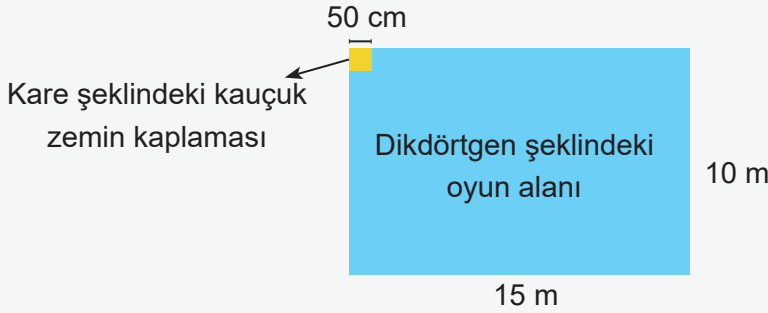 50 cm
Kare şeklindeki kauçuk
zemin kaplaması
Dikdörtgen şeklindeki
oyun alanı
10 m
15 m